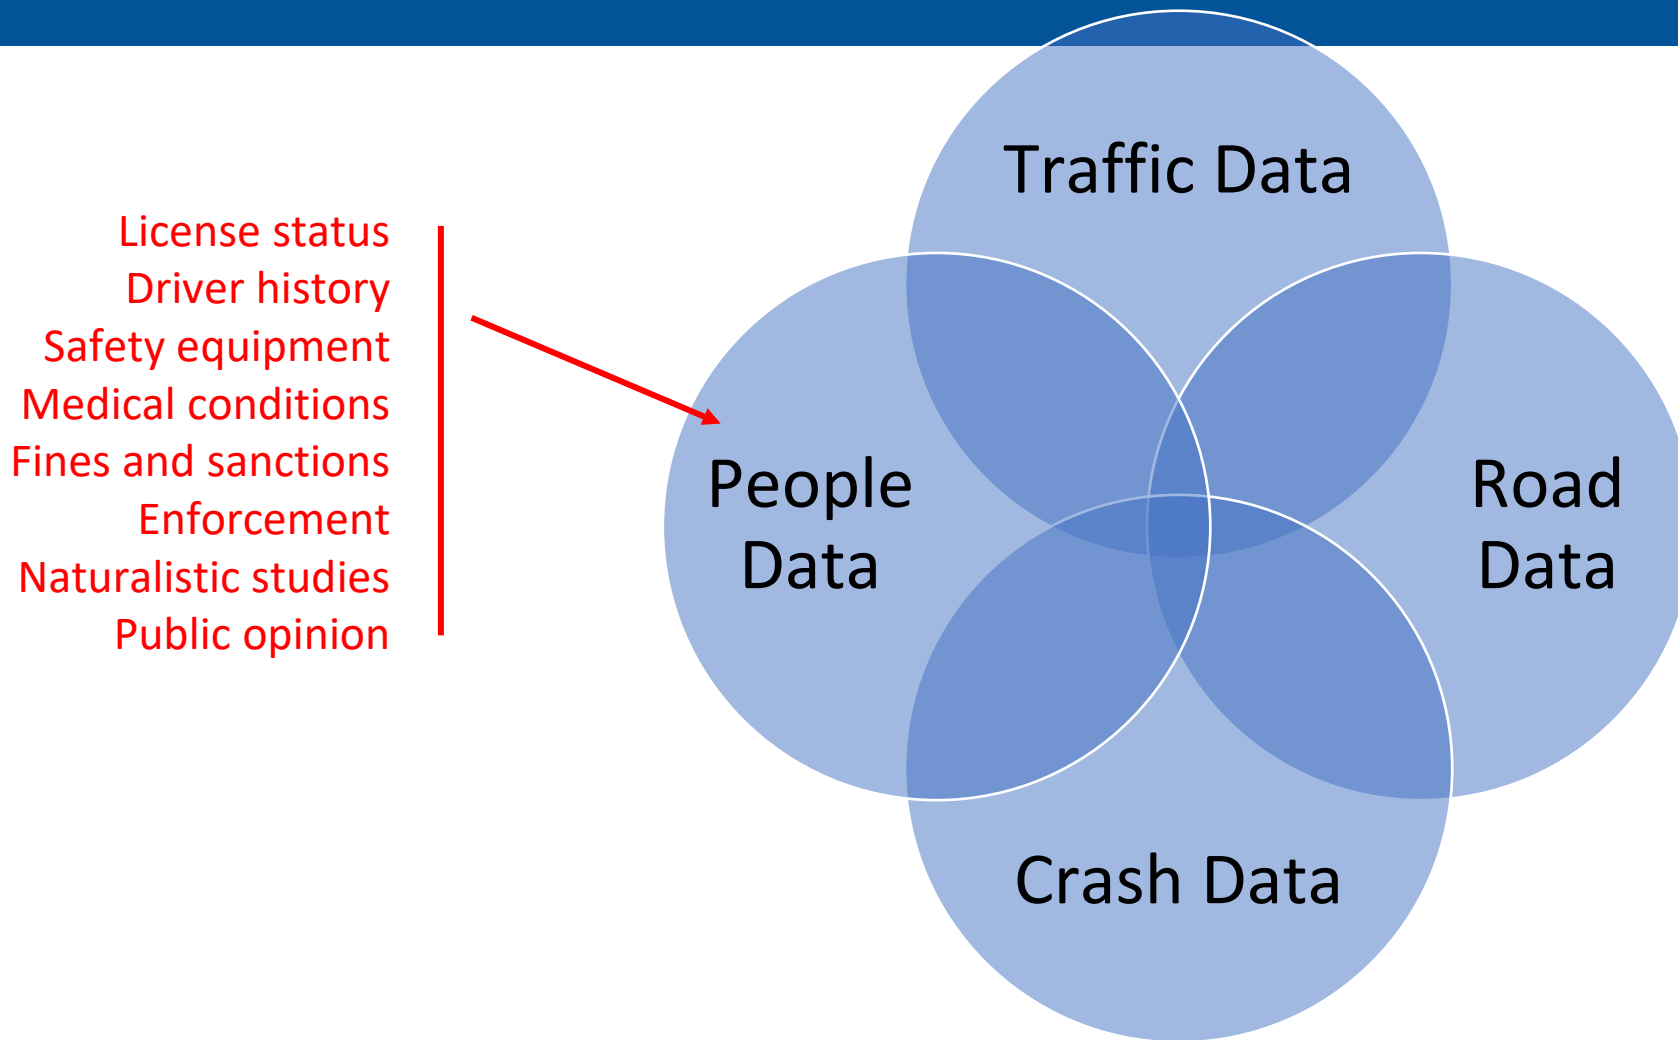 License status
Driver history
Safety equipment
Medical conditions
Fines and sanctions
Enforcement
Naturalistic studies
Public opinion
Traffic Data
People
Data
Road
Data
Crash Data